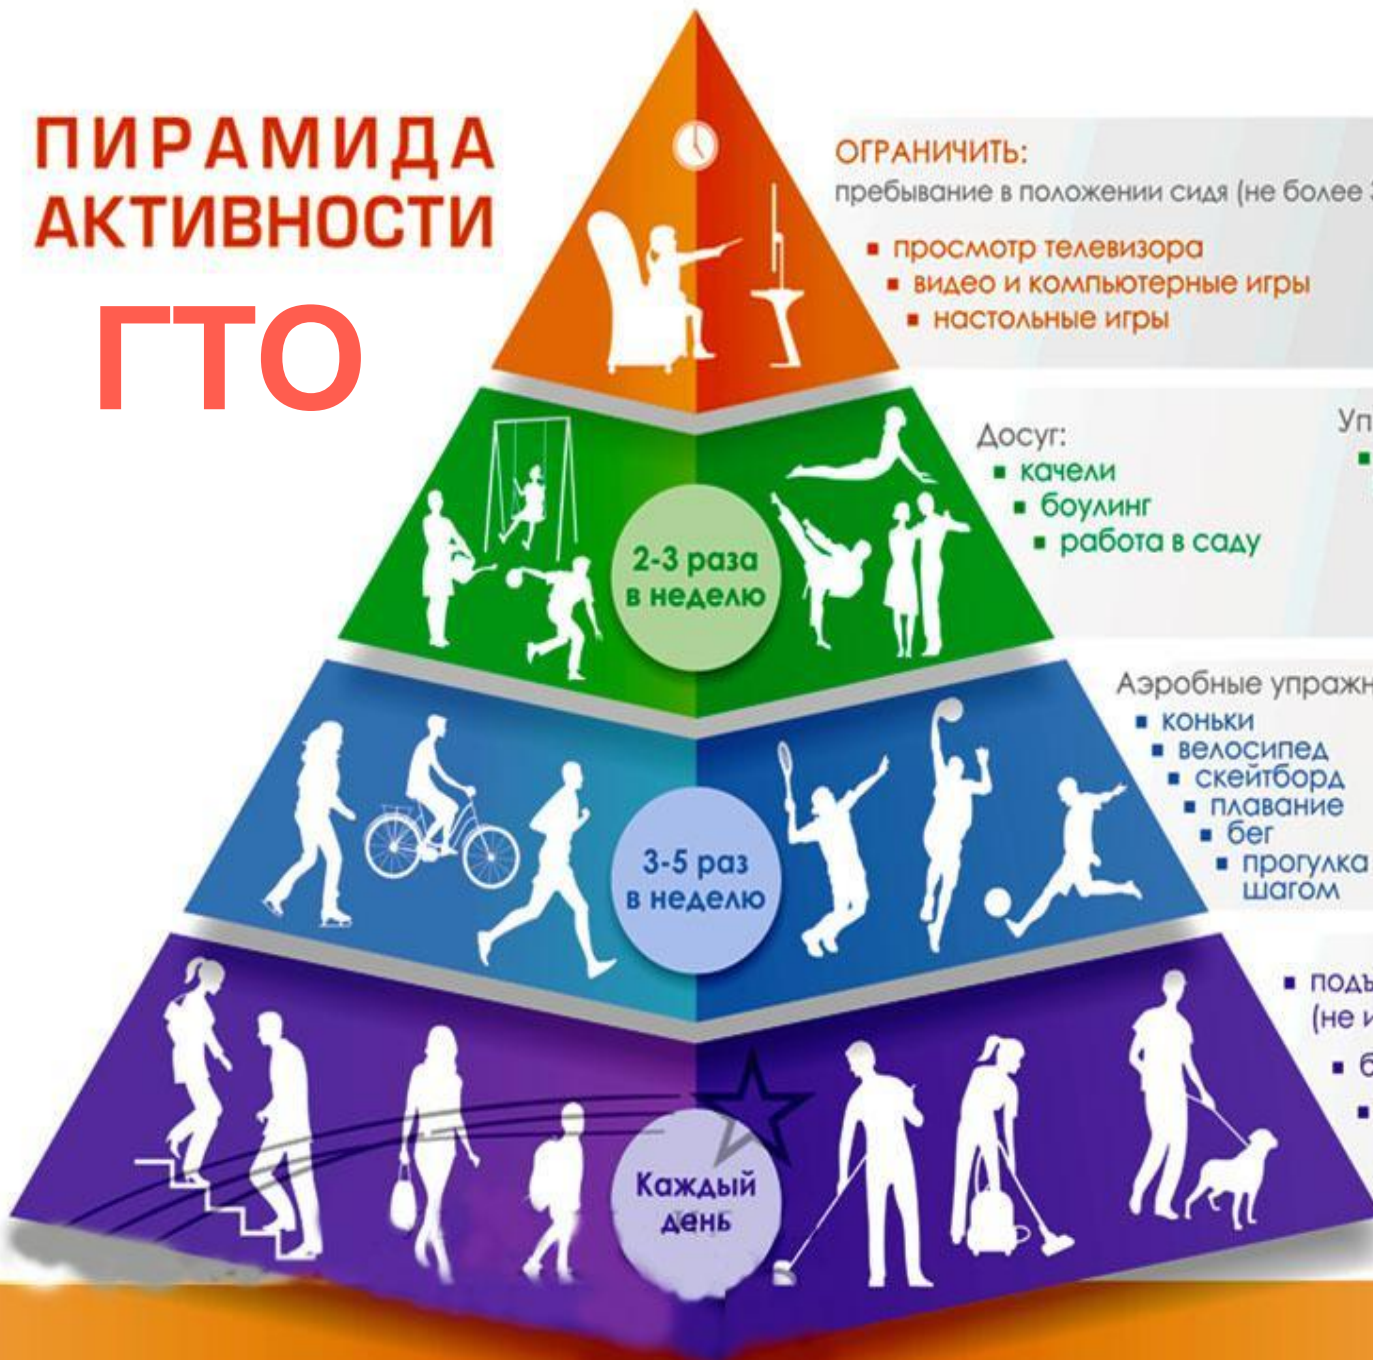 ПИРАМИДА
АКТИВНОСТИ
ГТО
ОГРАНИЧИТЬ:
пребывание в положении сидя (не более
просмотр телевизора
видео и компьютерные игры
настольные игры
2-3 раза
в неделю
Досуг:
качели
боулинг
работа в саду
3-5 раз
в неделю
Аэробные
коньки
велосипед
скейтборд
плавание
бег
прогулка
шагом
Каждый
день
(не